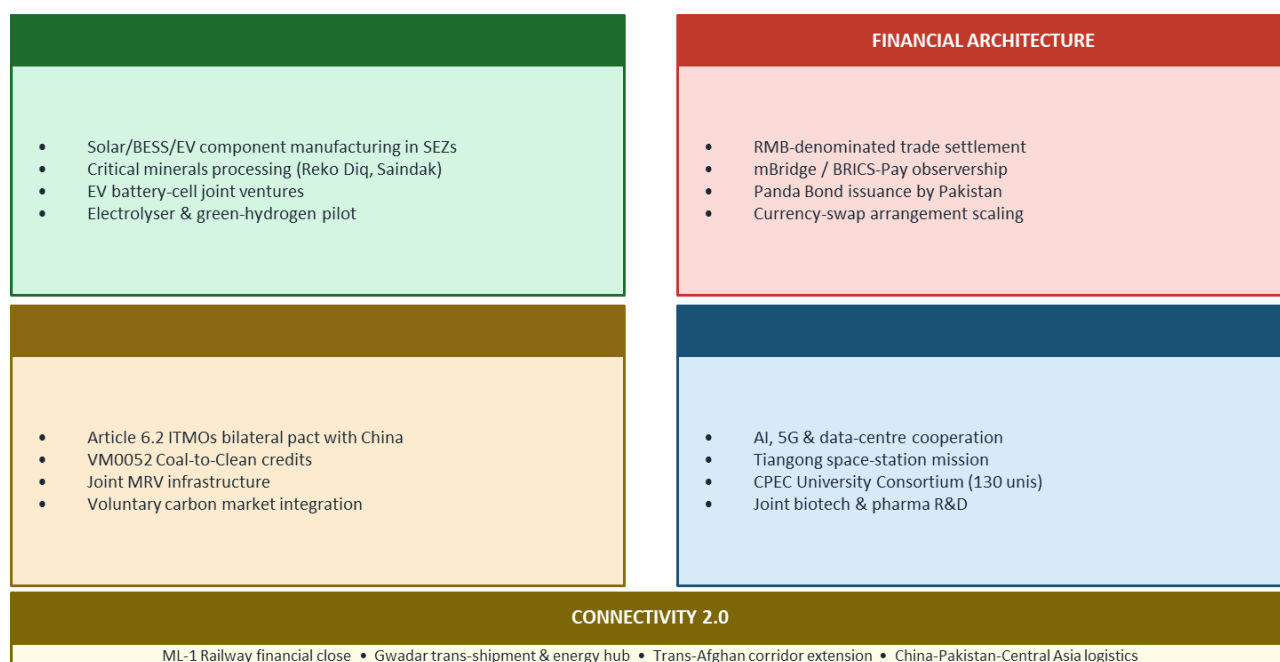 • Solar/BESS/EV component manufacturing in SEZs
• Critical minerals processing (Reko Diq, Saindak)
• EV battery-cell joint ventures
• Electrolyser & green-hydrogen pilot
FINANCIAL ARCHITECTURE
• RMB-denominated trade settlement
• mBridge / BRICS-Pay observership
• Panda Bond issuance by Pakistan
• Currency-swap arrangement scaling
• Article 6.2 ITMOs bilateral pact with China
• VM0052 Coal-to-Clean credits
• Joint MRV infrastructure
• Voluntary carbon market integration
• AI, 5G & data-centre cooperation
• Tiangong space-station mission
• CPEC University Consortium (130 unis)
• Joint biotech & pharma R&D
CONNECTIVITY 2.0
ML-1 Railway financial close • Gwadar trans-shipment & energy hub • Trans-Afghan corridor extension • China-Pakistan-Central Asia logistics